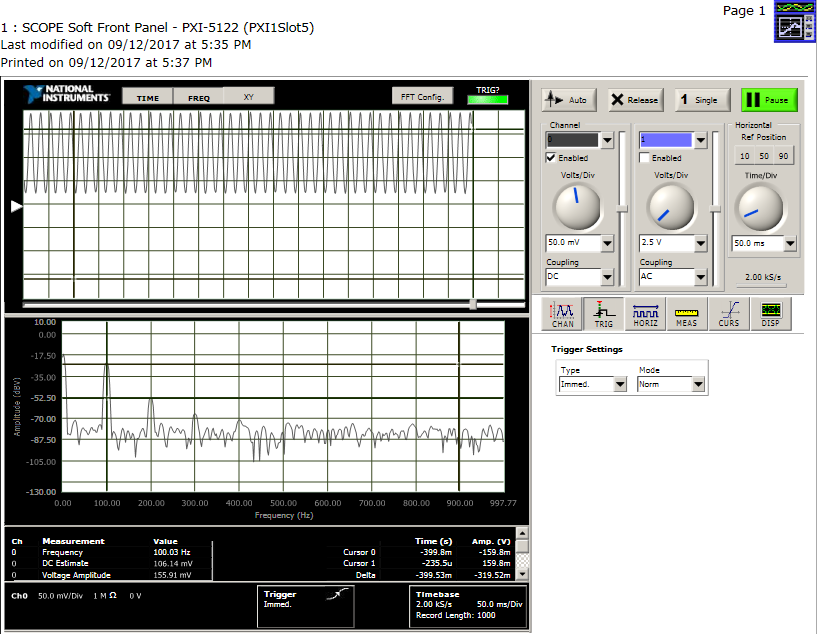 Page 1
1 : SCOPE Soft Front Panel - PXI-5122 (PXI1Slot5)
Last modified on 09/12/2017 at 5:35 PM
Printed on 09/12/2017 at 5:37 PM
NATIONAL INSTRUMENTS
TIME FREQ XY
FFT Config.
TRIG?
Auto Release 1 Single Pause
Channel
0
Enabled
Volts/Div
50.0 mV
Coupling
DC
1
Enabled
Volts/Div
2.5 V
Coupling
AC
Horizontal
Ref Position
10 50 90
Time/Div
50.0 ms
2.00 kS/s
CHAN TRIG HORIZ MEAS CURS DISP
Trigger Settings
Type Mode
Immed. Norm
Amplitude (dBV)
10.00
0.00
-17.50
-35.00
-52.50
-70.00
-87.50
-105.00
-130.00
0.00 100.00 200.00 300.00 400.00 500.00 600.00 700.00 800.00 900.00 997.77
Frequency (Hz)
Ch Measurement Value
0 Frequency 100.03 Hz
0 DC Estimate 106.14 mV
0 Voltage Amplitude 155.91 mV
Time (s) Amp. (V)
Cursor 0 -399.8m -159.8m
Cursor 1 -235.5u 159.8m
Delta -399.53m -319.52m
Ch0 50.0 mV/Div 1 M Ω 0 V
Trigger
Immed.
Timebase
2.00 kS/s 50.0 ms/Div
Record Length: 1000